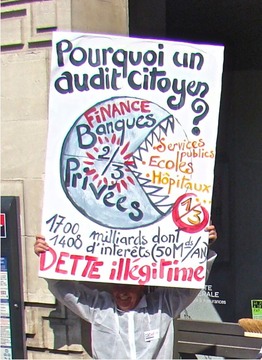 Pourquoi un
audit citoyen
?
FINANCE
Banques
2/3
Privées
Services
publics
Ecoles
Hôpitaux...
1/3
1700 milliards dont
1408 d'intérêts (50Mds/AN)
DETTE illégitime